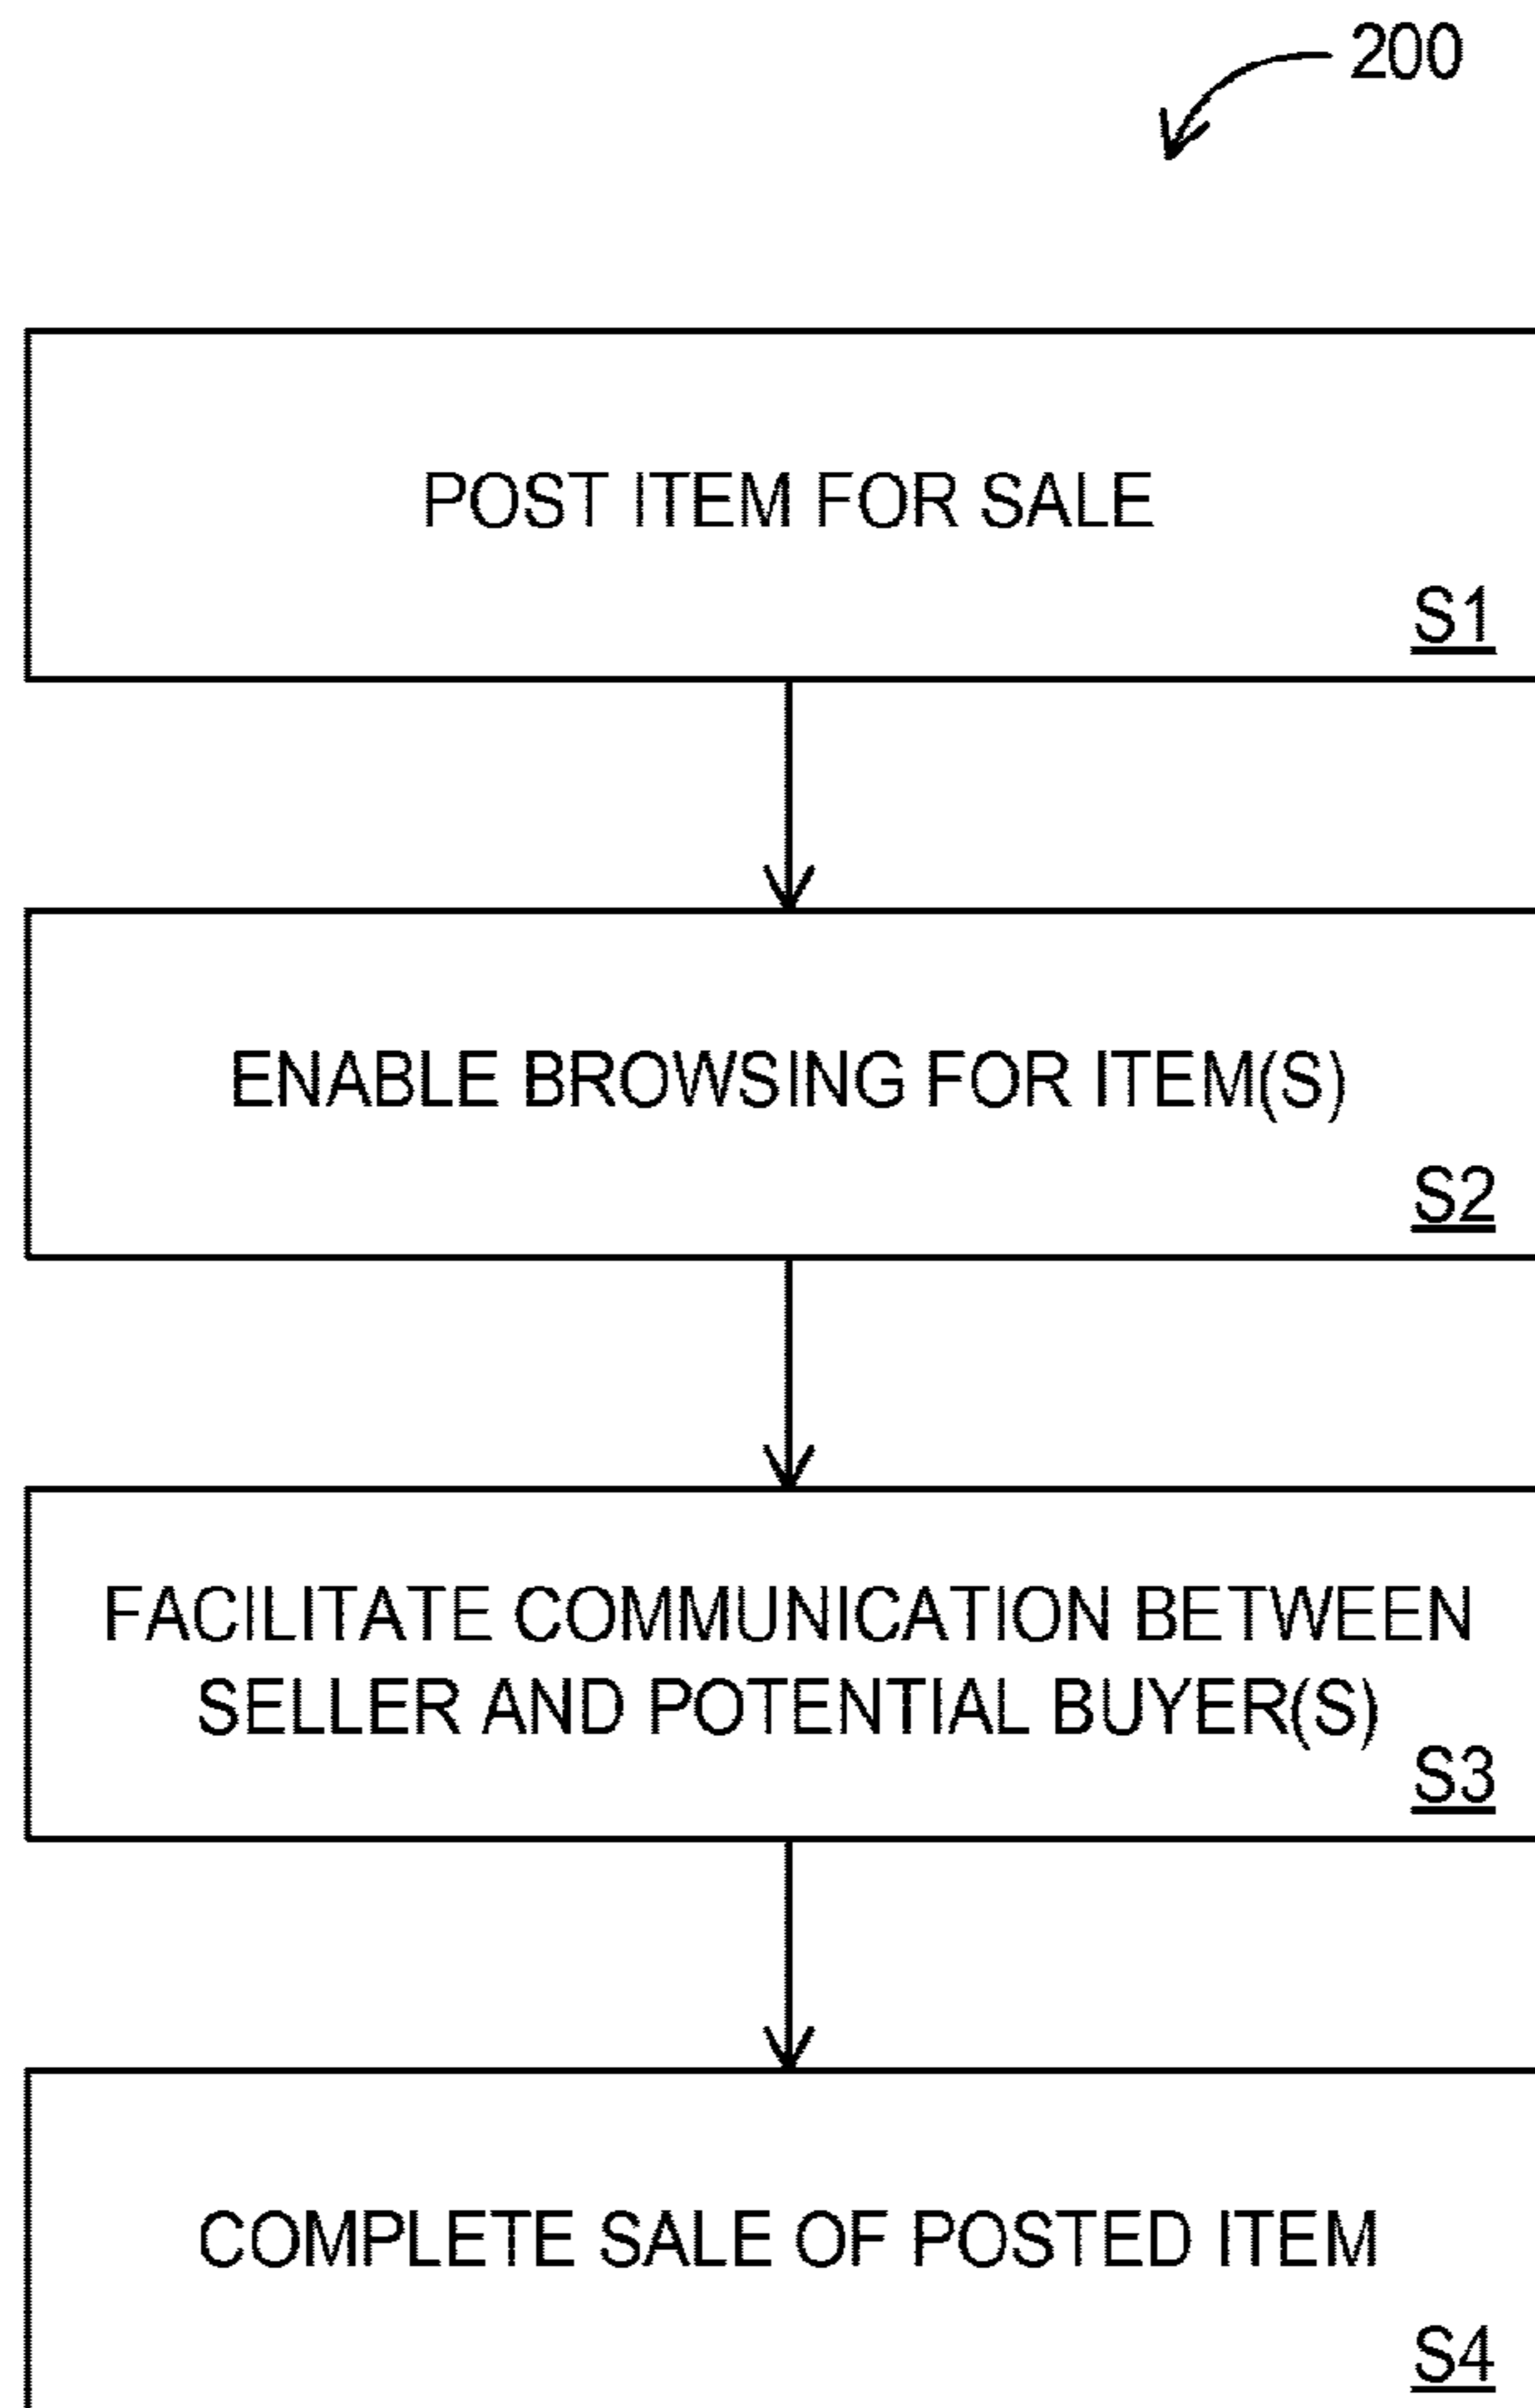 200
POST ITEM FOR SALE
S1
ENABLE BROWSING FOR ITEM(S)
S2
FACILITATE COMMUNICATION BETWEEN
SELLER AND POTENTIAL BUYER(S)
S3
COMPLETE SALE OF POSTED ITEM
S4